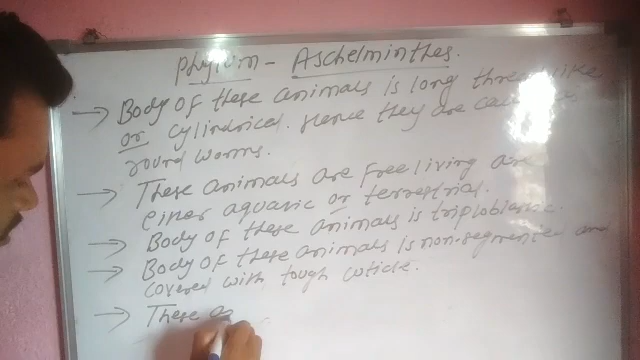 Phylum - Aschelminthes.
→ Body of these animals is long thread like
or cylindrical. Hence they are called as
round worms.
→ These animals are free living are
either aquatic or terrestrial.
→ Body of these animals is triploblastic.
→ Body of these animals is non-segmented and
covered with tough cuticle.
→ These